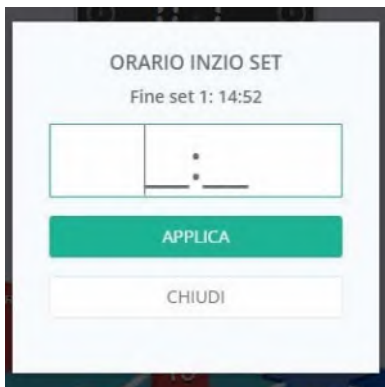 ORARIO INZIO SET
Fine set 1: 14:52
__:__
APPLICA
CHIUDI